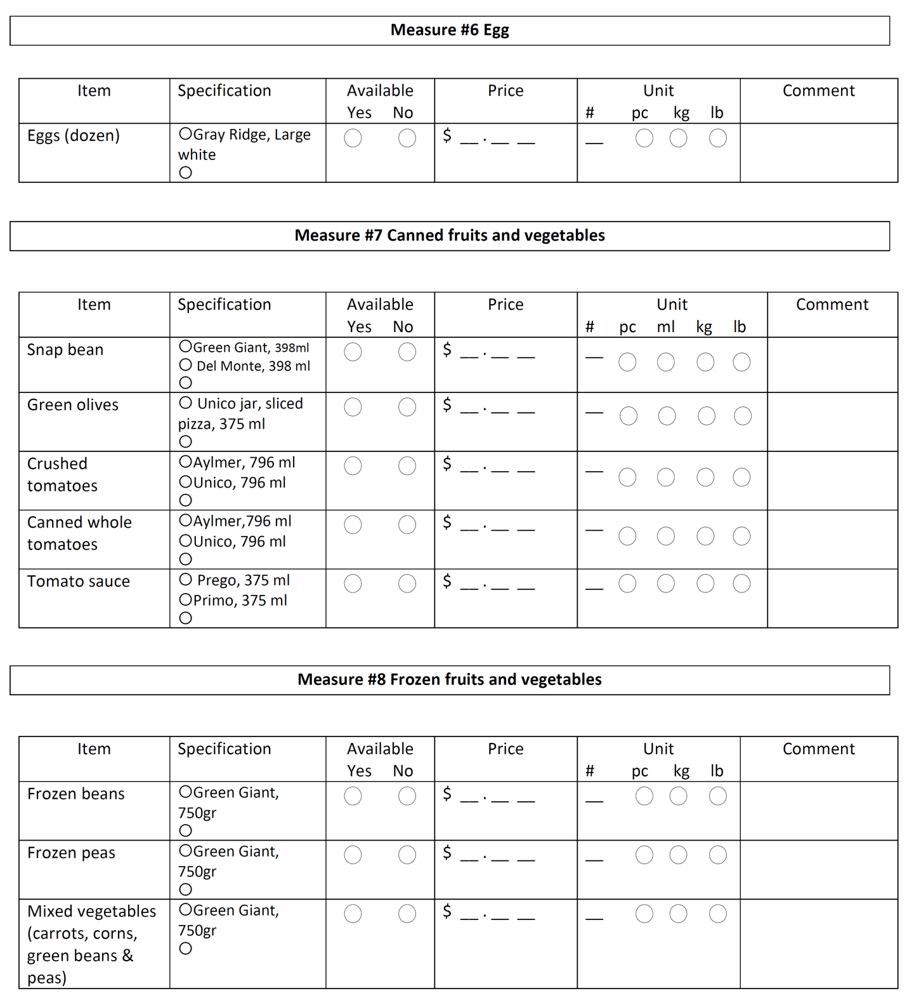 Measure #6 Egg
Item Specification Available Price Unit Comment
Yes No # pc kg lb
Eggs (dozen) Gray Ridge, Large $ __ . __ __ __
white
Measure #7 Canned fruits and vegetables
Item Specification Available Price Unit Comment
Yes No # pc ml kg lb
Snap bean Green Giant, 398ml $ __ . __ __ __
Del Monte, 398 ml
Green olives Unico jar, sliced $ __ . __ __ __
pizza, 375 ml
Crushed Aylmer, 796 ml $ __ . __ __ __
tomatoes Unico, 796 ml
Canned whole Aylmer,796 ml $ __ . __ __ __
tomatoes Unico, 796 ml
Tomato sauce Prego, 375 ml $ __ . __ __ __
Primo, 375 ml
Measure #8 Frozen fruits and vegetables
Item Specification Available Price Unit Comment
Yes No # pc kg lb
Frozen beans Green Giant, $ __ . __ __ __
750gr
Frozen peas Green Giant, $ __ . __ __ __
750gr
Mixed vegetables Green Giant, $ __ . __ __ __
(carrots, corns, 750gr
green beans &
peas)